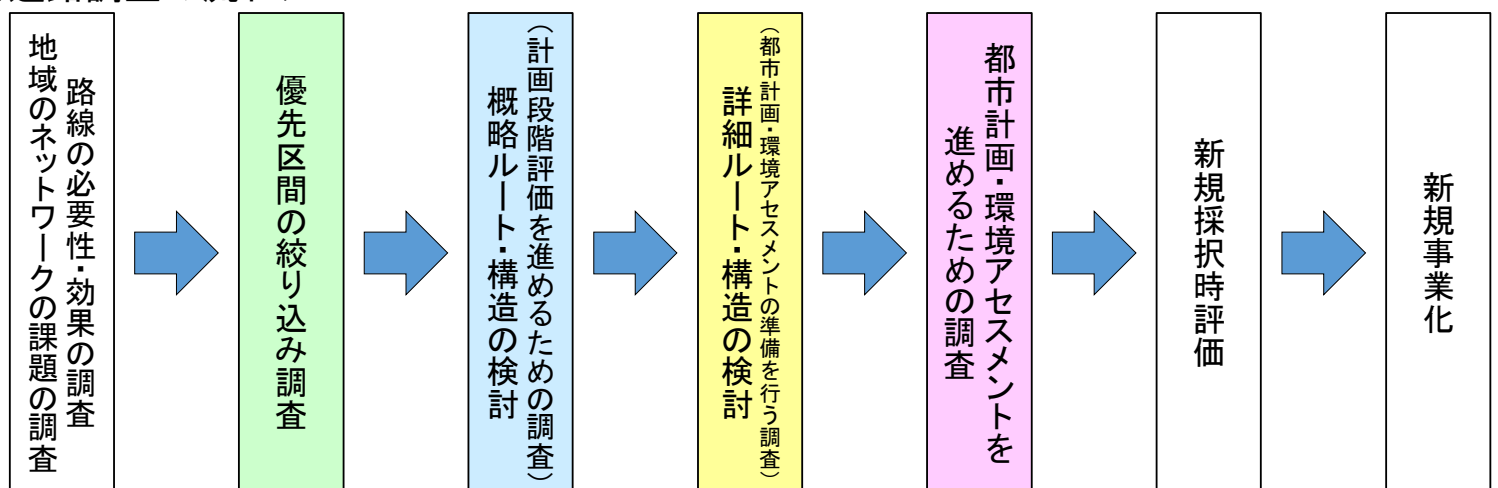 路線の必要性・効果の調査
地域のネットワークの課題の調査
優先区間の絞り込み調査
（計画段階評価を進めるための調査）
概略ルート・構造の検討
（都市計画・環境アセスメントの準備を行う調査）
詳細ルート・構造の検討
都市計画・環境アセスメントを
進めるための調査
新規採択時評価
新規事業化